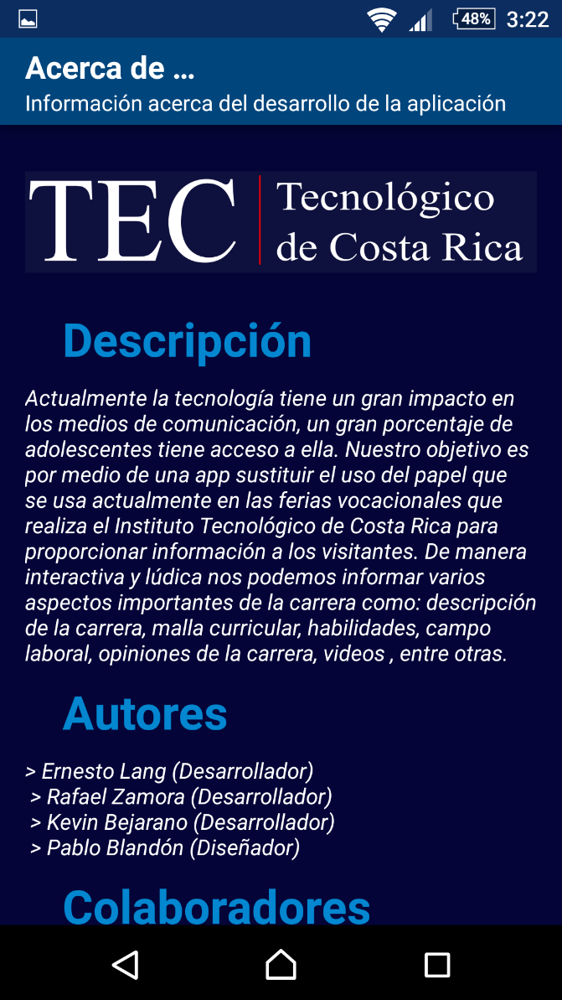 48%
3:22
Acerca de ...
Información acerca del desarrollo de la aplicación
TEC
Tecnológico
de Costa Rica
Descripción
Actualmente la tecnología tiene un gran impacto en
los medios de comunicación, un gran porcentaje de
adolescentes tiene acceso a ella. Nuestro objetivo es
por medio de una app sustituir el uso del papel que
se usa actualmente en las ferias vocacionales que
realiza el Instituto Tecnológico de Costa Rica para
proporcionar información a los visitantes. De manera
interactiva y lúdica nos podemos informar varios
aspectos importantes de la carrera como: descripción
de la carrera, malla curricular, habilidades, campo
laboral, opiniones de la carrera, videos , entre otras.
Autores
> Ernesto Lang (Desarrollador)
> Rafael Zamora (Desarrollador)
> Kevin Bejarano (Desarrollador)
> Pablo Blandón (Diseñador)
Colaboradores